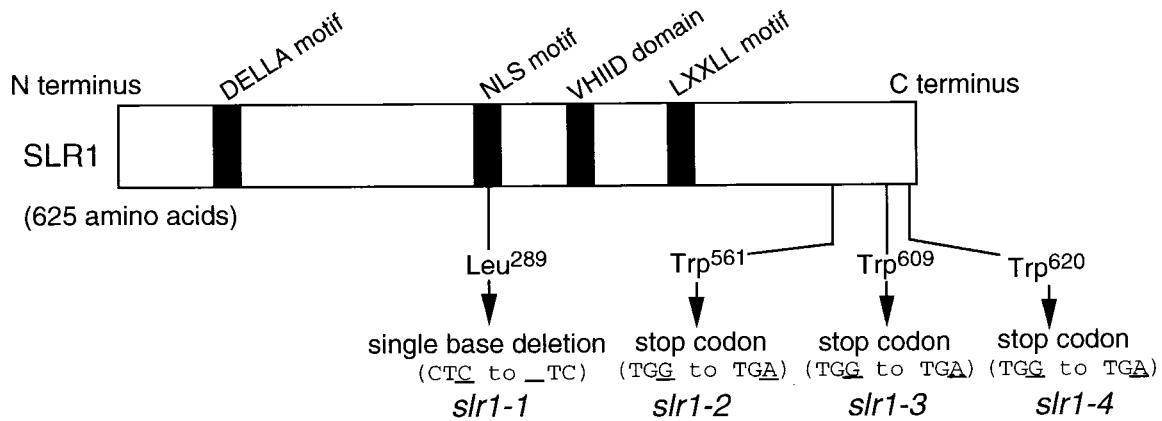 DELLA motif
NLS motif
VHIID domain
LXXLL motif
N terminus
C terminus
SLR1
(625 amino acids)
Leu289
Trp561
Trp609
Trp620
single base deletion
(CTC to _TC)
slr1-1
stop codon
(TGG to TGA)
slr1-2
stop codon
(TGG to TGA)
slr1-3
stop codon
(TGG to TGA)
slr1-4